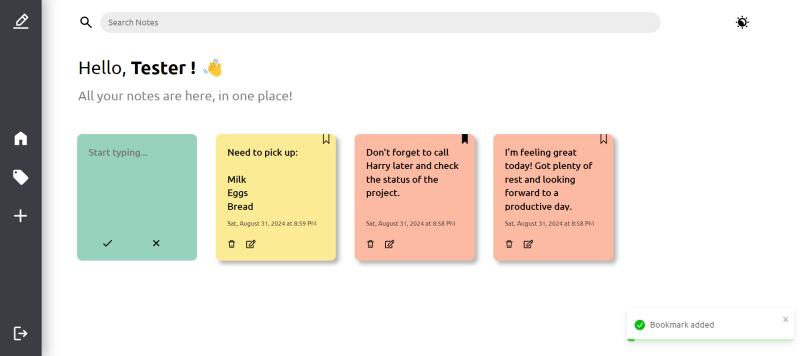 Search Notes
Hello, Tester ! 👋
All your notes are here, in one place!
Start typing...
Need to pick up:
Milk
Eggs
Bread
Sat, August 31, 2024 at 8:59 PM
Don't forget to call
Harry later and check
the status of the
project.
Sat, August 31, 2024 at 8:58 PM
I'm feeling great
today! Got plenty of
rest and looking
forward to a
productive day.
Sat, August 31, 2024 at 8:58 PM
Bookmark added